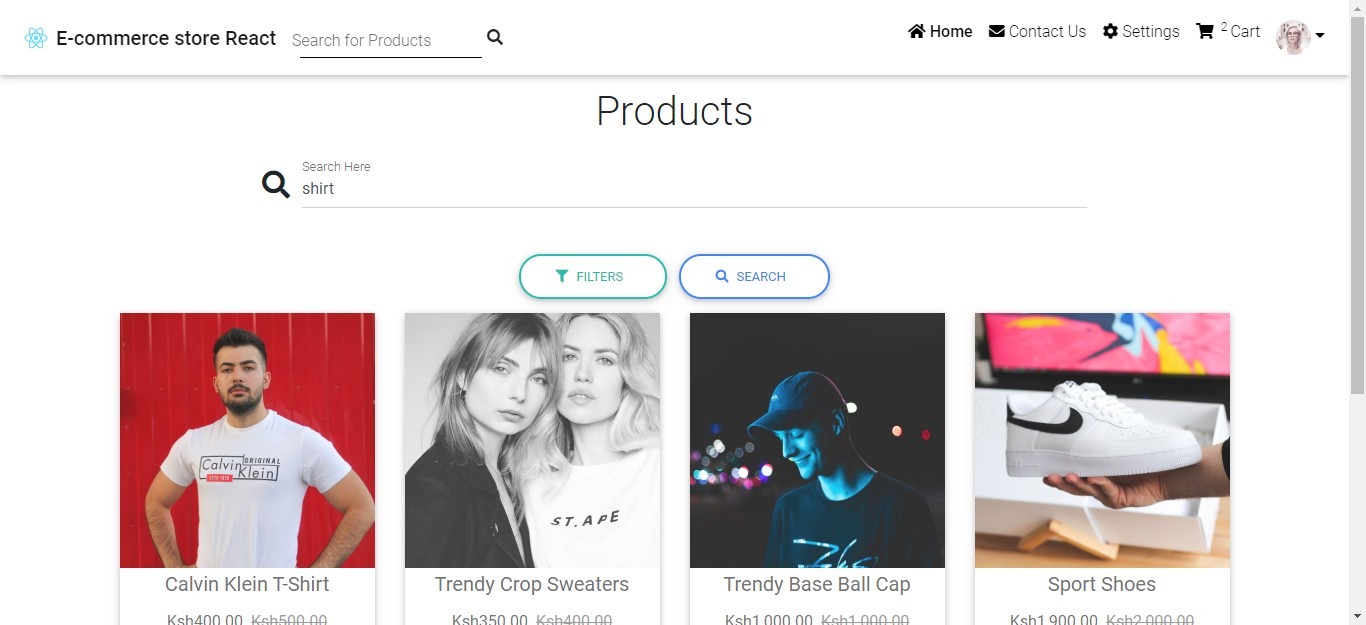 E-commerce store React
Search for Products
Home
Contact Us
Settings
2 Cart
Products
Search Here
shirt
FILTERS
SEARCH
Calvin ORIGINAL
Klein
ST. APE
Calvin Klein T-Shirt
Trendy Crop Sweaters
Trendy Base Ball Cap
Sport Shoes
Ksh400.00 Ksh500.00
Ksh350.00 Ksh400.00
Ksh1,000.00 Ksh1,000.00
Ksh1,900.00 Ksh2,000.00